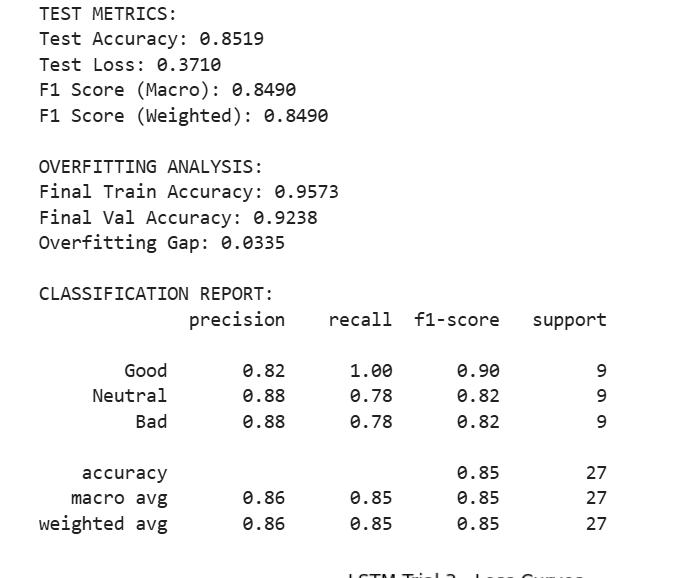 TEST METRICS:
Test Accuracy: 0.8519
Test Loss: 0.3710
F1 Score (Macro): 0.8490
F1 Score (Weighted): 0.8490
OVERFITTING ANALYSIS:
Final Train Accuracy: 0.9573
Final Val Accuracy: 0.9238
Overfitting Gap: 0.0335
CLASSIFICATION REPORT:
precision recall f1-score support
Good 0.82 1.00 0.90 9
Neutral 0.88 0.78 0.82 9
Bad 0.88 0.78 0.82 9
accuracy 0.85 27
macro avg 0.86 0.85 0.85 27
weighted avg 0.86 0.85 0.85 27